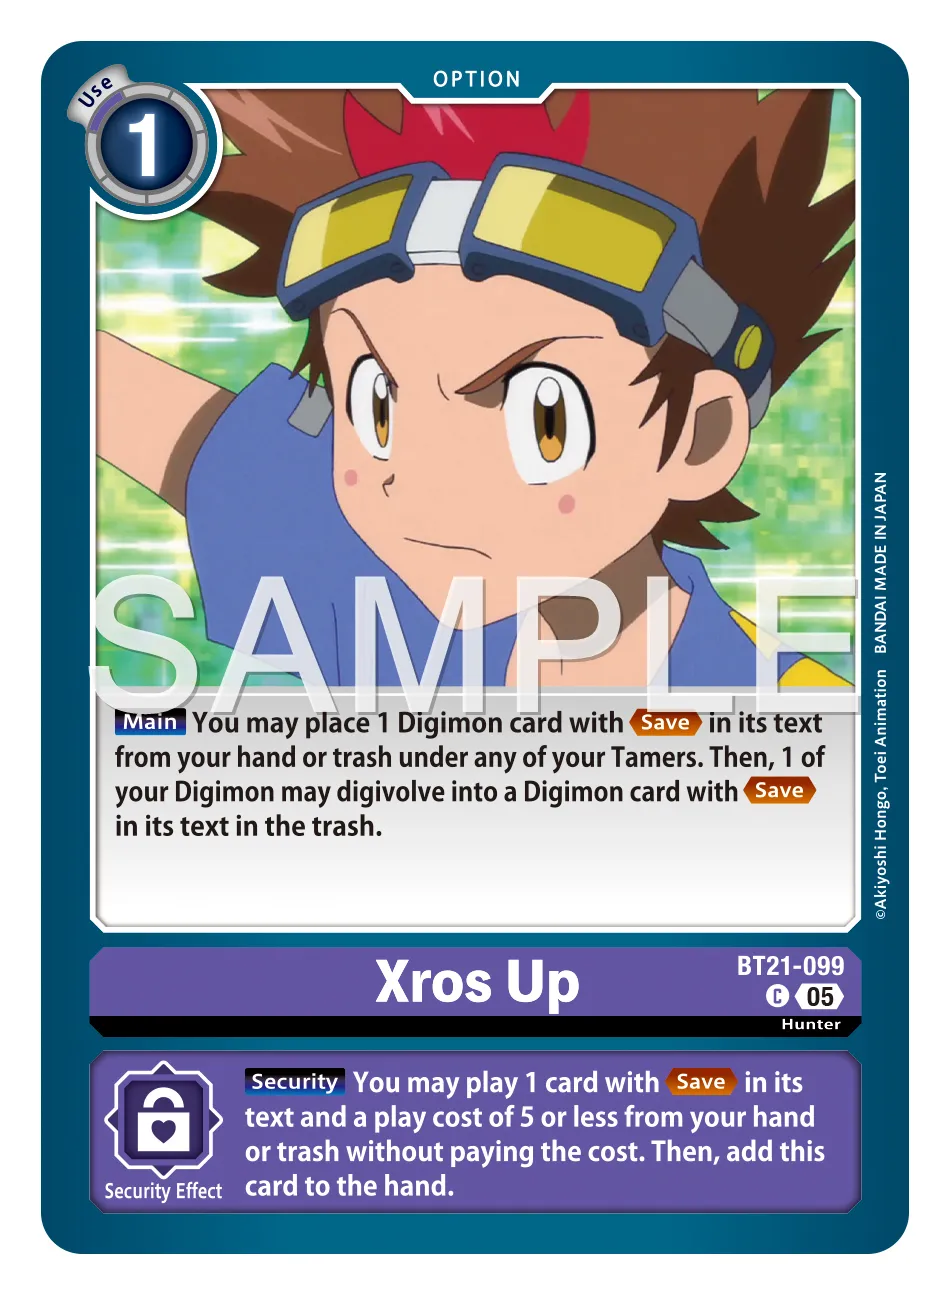 OPTION
Use
1
SAMPLE
Main You may place 1 Digimon card with Save in its text
from your hand or trash under any of your Tamers. Then, 1 of
your Digimon may digivolve into a Digimon card with Save
in its text in the trash.
©Akiyoshi Hongo, Toei Animation BANDAI MADE IN JAPAN
Xros Up
BT21-099
C 05
Hunter
Security Effect
Security You may play 1 card with Save in its
text and a play cost of 5 or less from your hand
or trash without paying the cost. Then, add this
card to the hand.